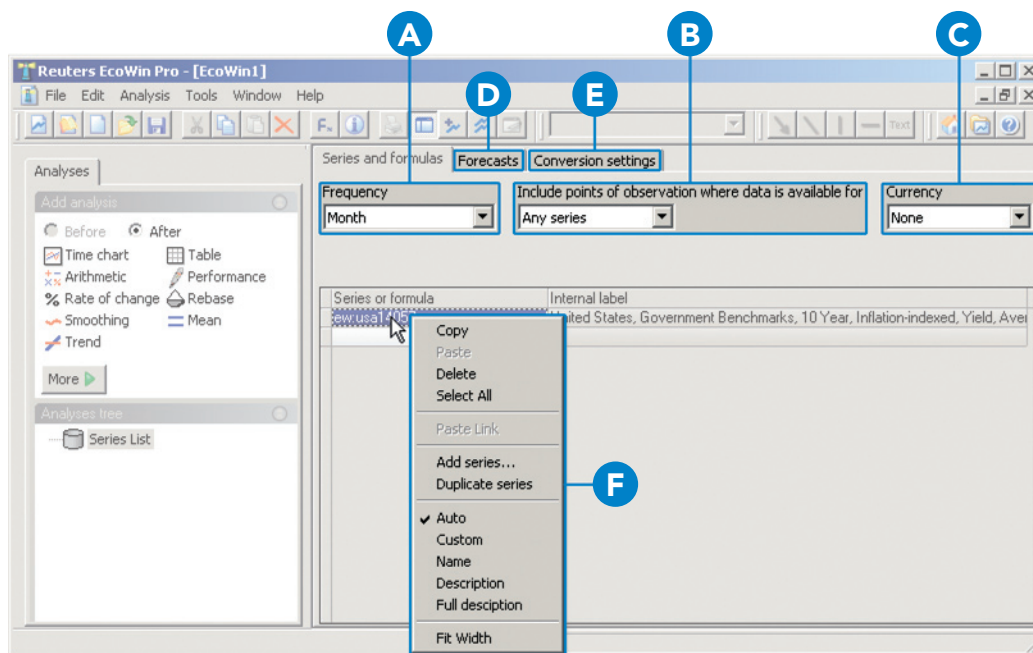 A B C
Reuters EcoWin Pro - [EcoWin1]
File Edit Analysis Tools Window Help
D E
Text
Analyses
Series and formulas Forecasts Conversion settings
Add analysis
Frequency Include points of observation where data is available for Currency
Month Any series None
Before After
Time chart Table
Arithmetic Performance
% Rate of change Rebase
Smoothing Mean
Trend
More
Series or formula Internal label
United States, Government Benchmarks, 10 Year, Inflation-indexed, Yield,
Analyses tree
Series List
Copy
Paste
Delete
Select All
Paste Link
Add series...
Duplicate series
F
Auto
Custom
Name
Description
Full desciption
Fit Width